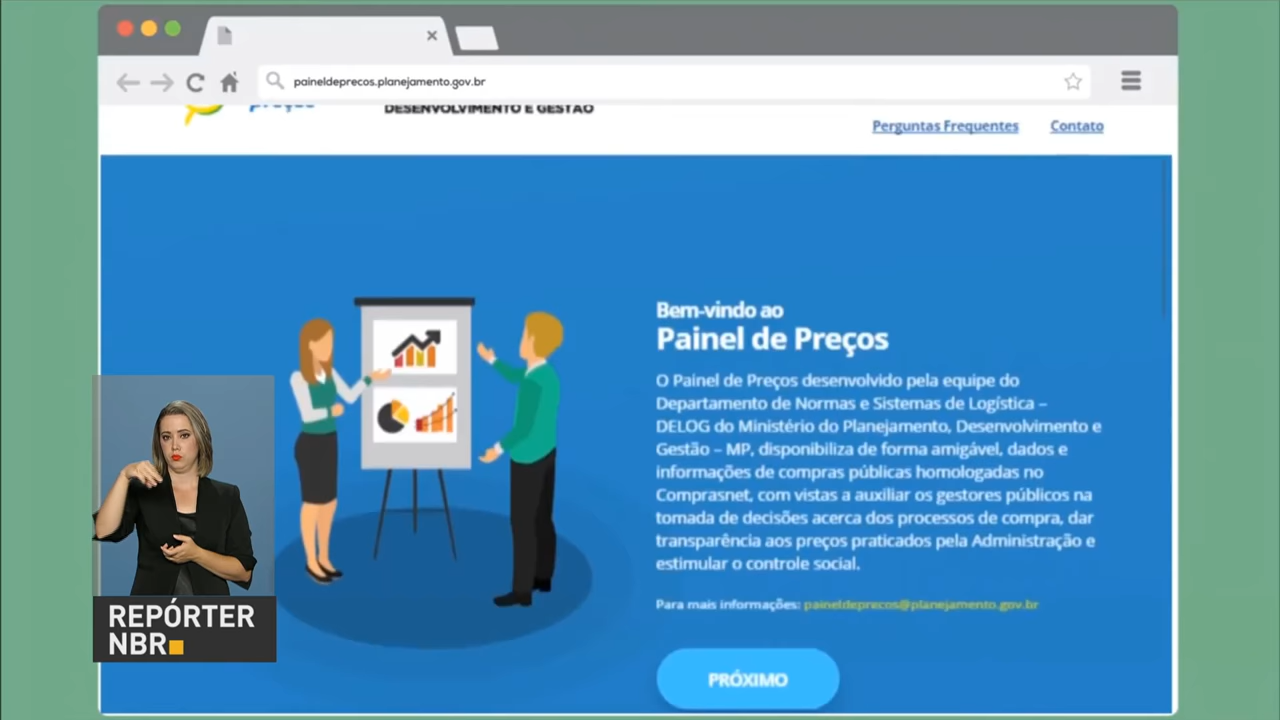 paineldeprecos.planejamento.gov.br
preços
DESENVOLVIMENTO E GESTÃO
Perguntas Frequentes
Contato
Bem-vindo ao
Painel de Preços
O Painel de Preços desenvolvido pela equipe do
Departamento de Normas e Sistemas de Logística –
DELOG do Ministério do Planejamento, Desenvolvimento e
Gestão – MP, disponibiliza de forma amigável, dados e
informações de compras públicas homologadas no
Comprasnet, com vistas a auxiliar os gestores públicos na
tomada de decisões acerca dos processos de compra, dar
transparência aos preços praticados pela Administração e
estimular o controle social.
Para mais informações: paineldeprecos@planejamento.gov.br
PRÓXIMO
REPÓRTER
NBR